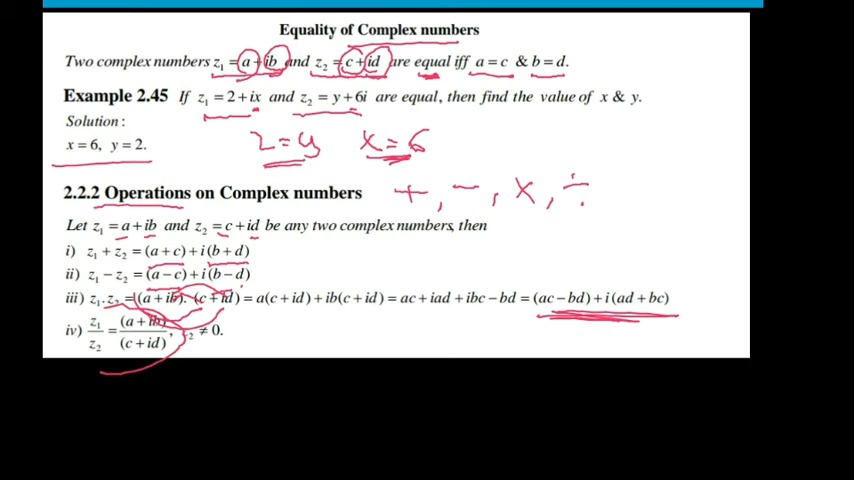 Equality of Complex numbers
Two complex numbers z₁ = a + ib and z₂ = c + id are equal iff a = c & b = d.
Example 2.45 If z₁ = 2 + ix and z₂ = y + 6i are equal, then find the value of x & y.
Solution :
x = 6, y = 2.
2 = y x = 6
2.2.2 Operations on Complex numbers
+, −, ×, ÷
Let z₁ = a + ib and z₂ = c + id be any two complex numbers, then
i) z₁ + z₂ = (a + c) + i(b + d)
ii) z₁ − z₂ = (a − c) + i(b − d)
iii) z₁.z₂ = (a + ib).(c + id) = a(c + id) + ib(c + id) = ac + iad + ibc − bd = (ac − bd) + i(ad + bc)
iv) z₁/z₂ = (a + ib)/(c + id), z₂ ≠ 0.